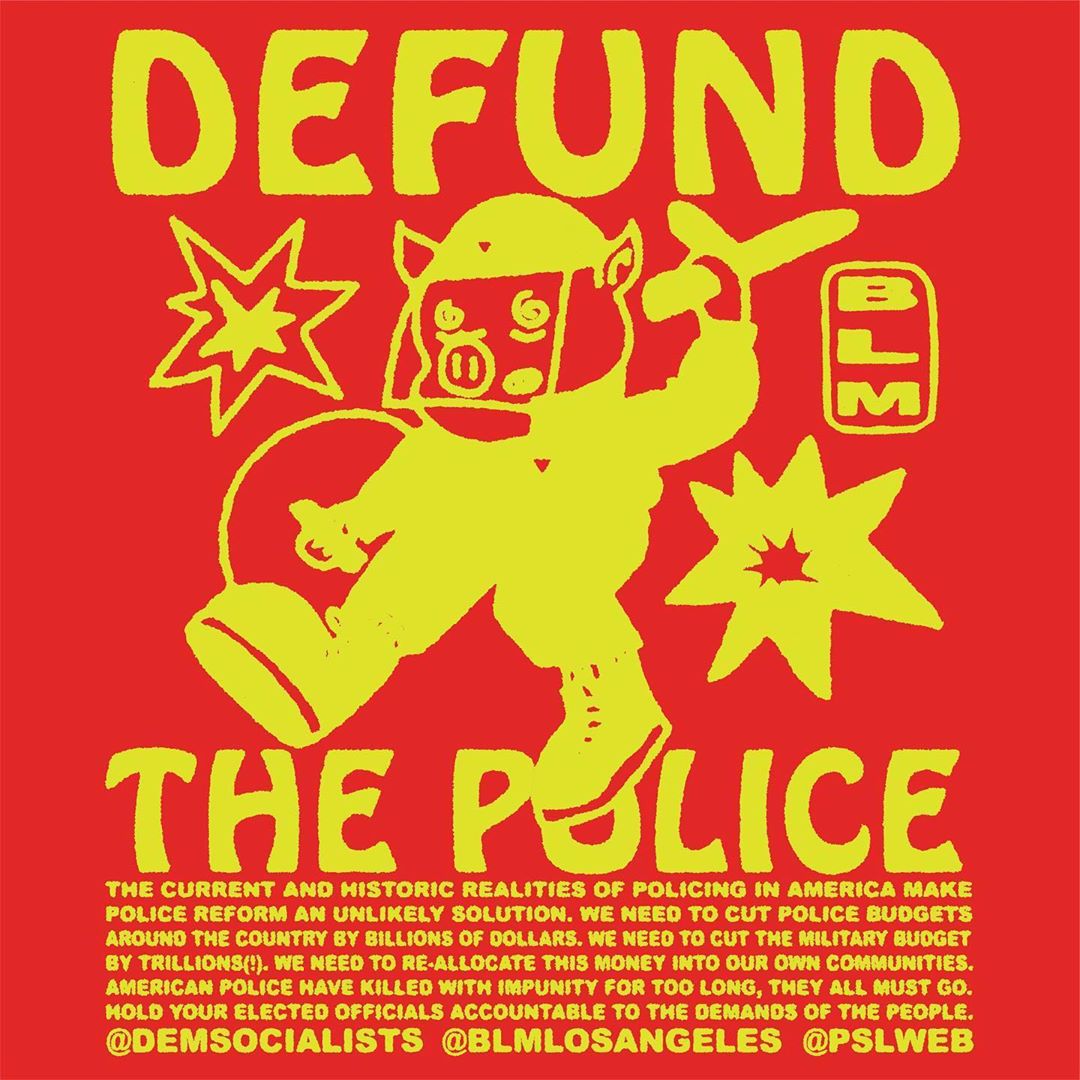 DEFUND
B
L
M
THE POLICE
THE CURRENT AND HISTORIC REALITIES OF POLICING IN AMERICA MAKE
POLICE REFORM AN UNLIKELY SOLUTION. WE NEED TO CUT POLICE BUDGETS
AROUND THE COUNTRY BY BILLIONS OF DOLLARS. WE NEED TO CUT THE MILITARY BUDGET
BY TRILLIONS(!). WE NEED TO RE-ALLOCATE THIS MONEY INTO OUR OWN COMMUNITIES.
AMERICAN POLICE HAVE KILLED WITH IMPUNITY FOR TOO LONG, THEY ALL MUST GO.
HOLD YOUR ELECTED OFFICIALS ACCOUNTABLE TO THE DEMANDS OF THE PEOPLE.
@DEMSOCIALISTS @BLMLOSANGELES @PSLWEB